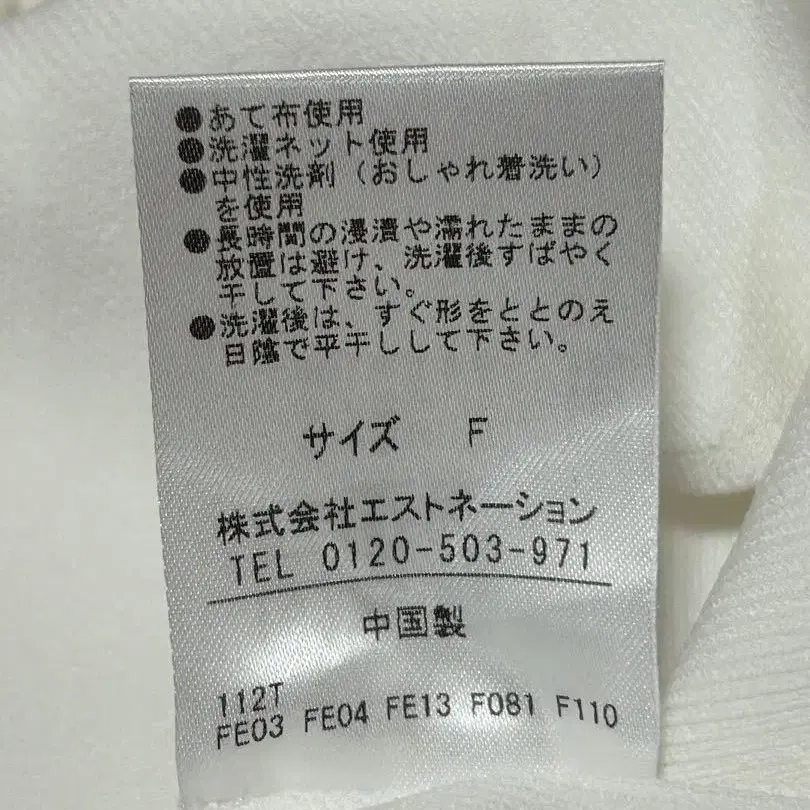 ●あて布使用
●洗濯ネット使用
●中性洗剤（おしゃれ着洗い）
を使用
●長時間の浸漬や濡れたままの
放置は避け、洗濯後すばやく
干して下さい。
●洗濯後は、すぐ形をととのえ
日陰で平干しして下さい。
サイズ F
株式会社エストネーション
TEL 0120-503-971
中国製
112T
FE03 FE04 FE13 F081 F110